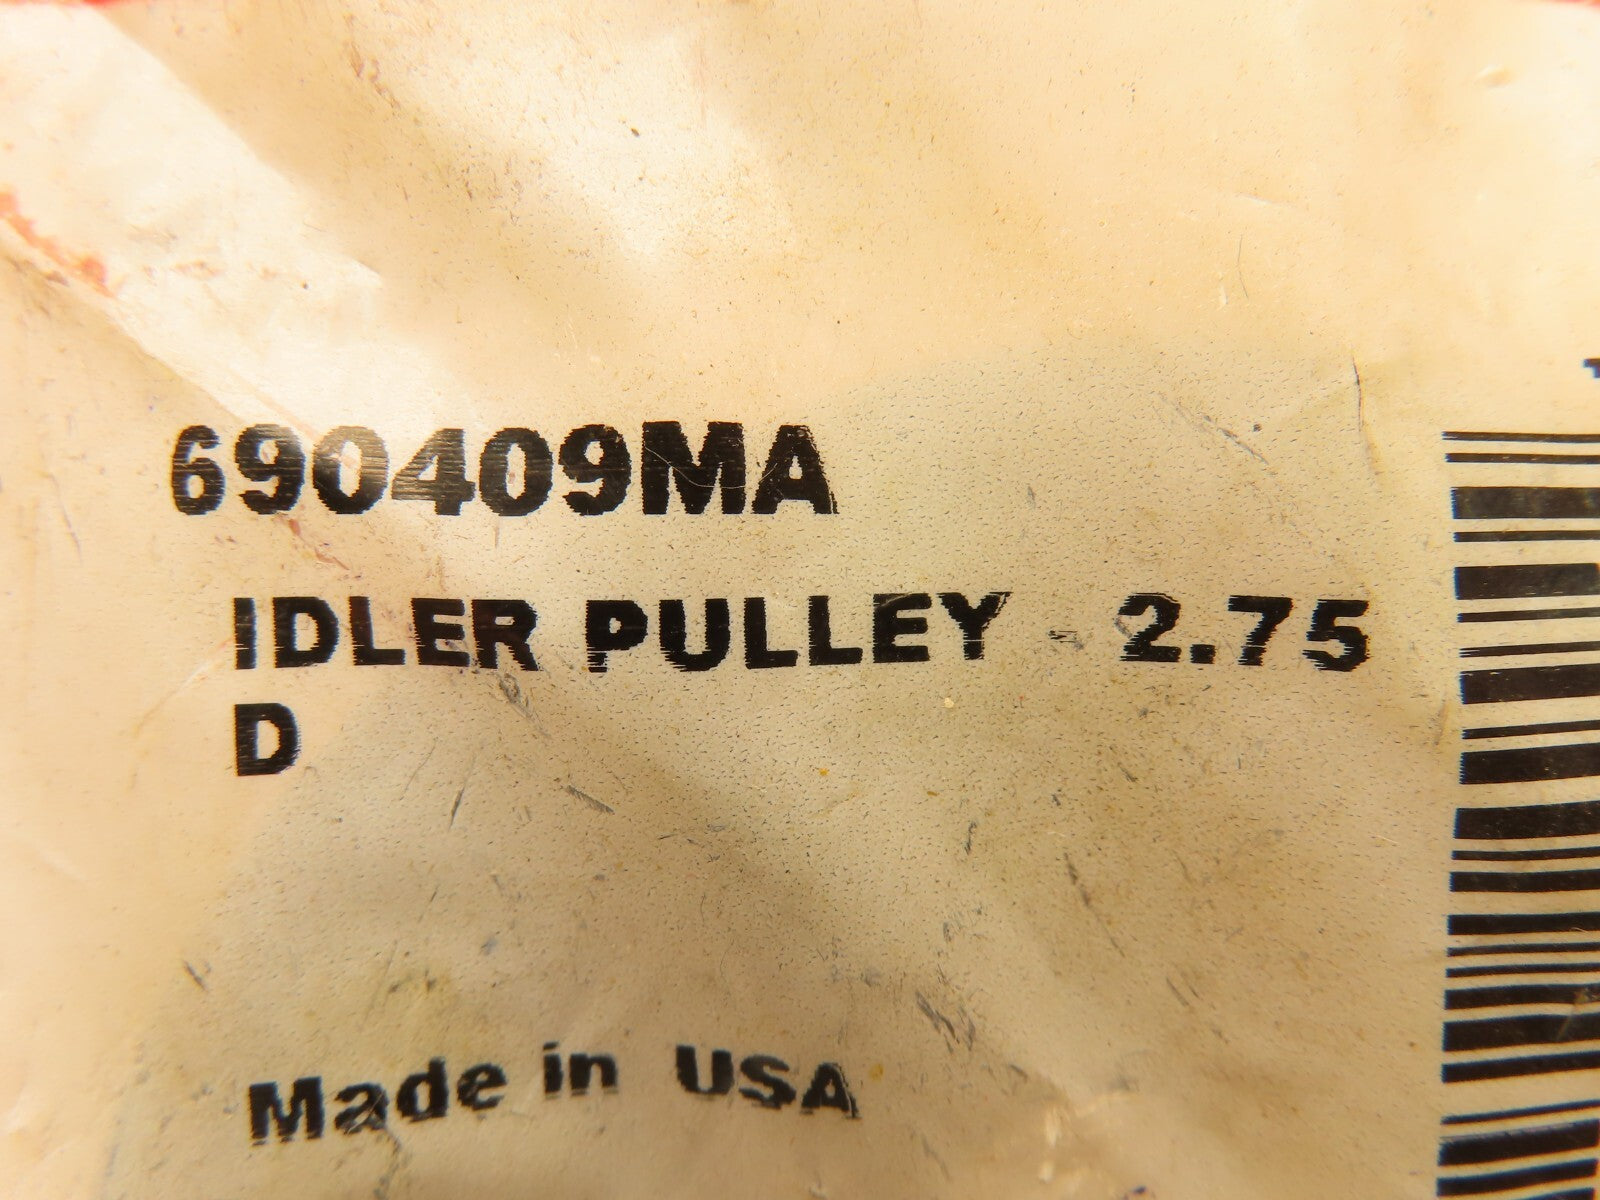 690409MA
IDLER PULLEY - 2.75
D
Made in USA